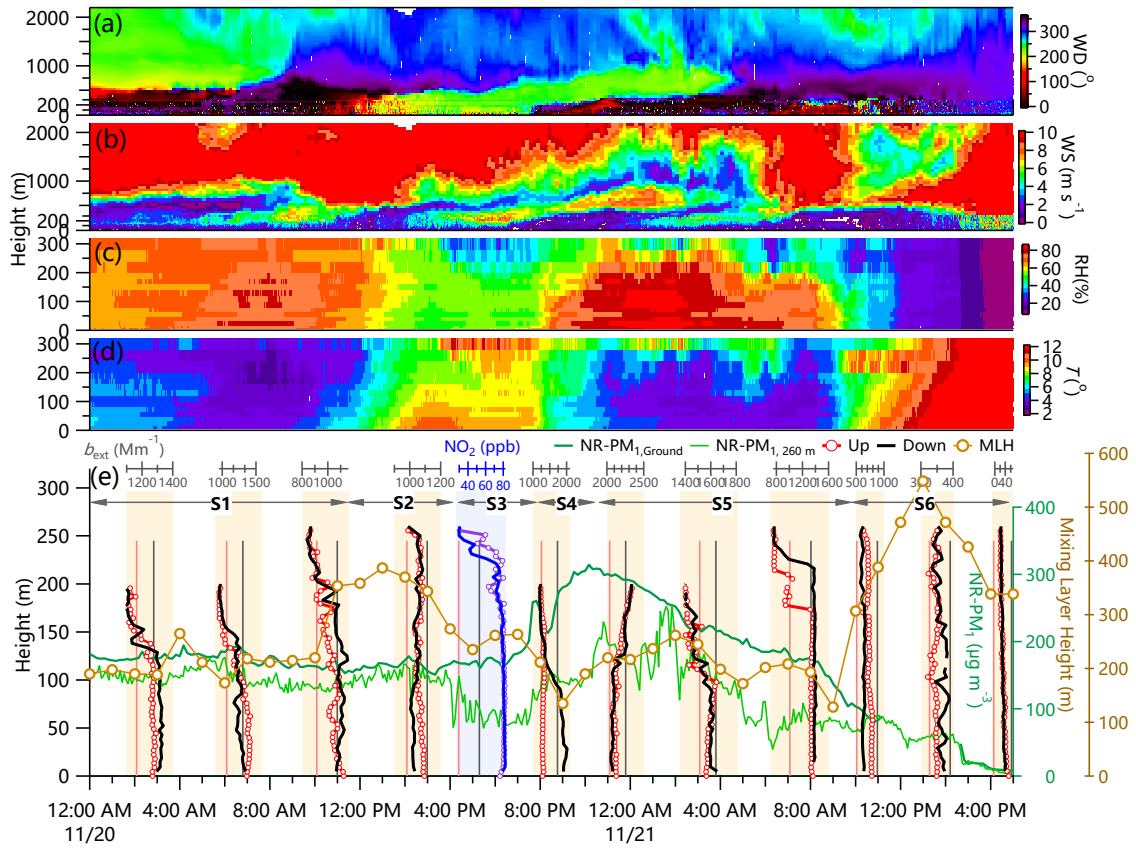 (a)
2000
1000
200
0
300
200
100
0
WD (°)
(b)
2000
1000
200
0
10
8
6
4
2
0
WS (m s⁻¹)
Height (m)
(c)
300
200
100
0
80
60
40
20
RH(%)
(d)
300
200
100
0
12
10
8
6
4
2
T (°)
b_ext (Mm⁻¹)
NO₂ (ppb)
NR-PM₁,Ground
NR-PM₁, 260 m
Up
Down
MLH
(e)
1200 1400
1000 1500
800 1000
1000 1200
40 60 80
1000 2000
2000 2500
1400 1600
800 1200 1600
500 1000
400
0 40
S1
S2
S3
S4
S5
S6
Height (m)
300
250
200
150
100
50
0
400
300
200
100
0
NR-PM₁ (µg m⁻³)
600
500
400
300
200
100
0
Mixing Layer Height (m)
12:00 AM 4:00 AM 8:00 AM 12:00 PM 4:00 PM 8:00 PM 12:00 AM 4:00 AM 8:00 AM 12:00 PM 4:00 PM
11/20 11/21